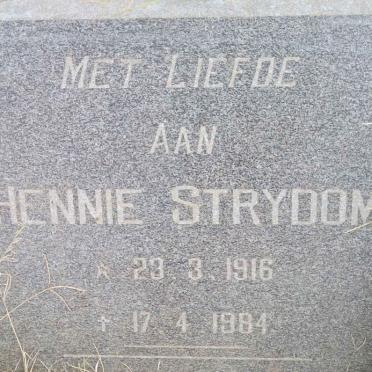 MET LIEFDE
AAN
HENNIE STRYDOM
* 23 3 1916
† 17 4 1984